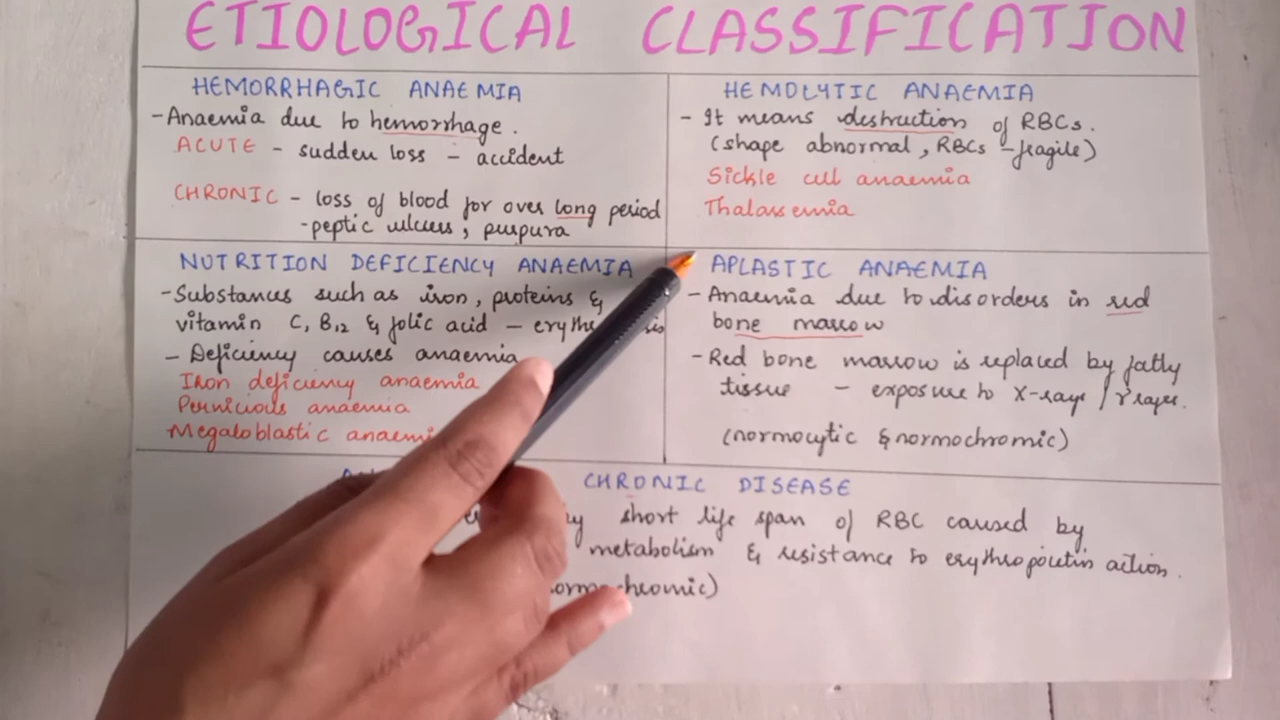 ETIOLOGICAL CLASSIFICATION
HEMORRHAGIC ANAEMIA
- Anaemia due to hemorrhage.
ACUTE - sudden loss - accident
CHRONIC - loss of blood for over long period
- peptic ulcers, purpura
HEMOLYTIC ANAEMIA
- It means destruction of RBCs.
(shape abnormal, RBCs - fragile)
Sickle cell anaemia
Thalassemia
NUTRITION DEFICIENCY ANAEMIA
- Substances such as iron, proteins &
vitamin C, B12 & folic acid -
- Deficiency causes anaemia
Iron deficiency anaemia
Pernicious anaemia
Megaloblastic
APLASTIC ANAEMIA
- Anaemia due to disorders in red
bone marrow
- Red bone marrow is replaced by fatty
tissue - exposure to X-rays / γ rays.
(normocytic & normochromic)
CHRONIC DISEASE
short life span of RBC caused by
metabolism & resistance to erythropoietin action.